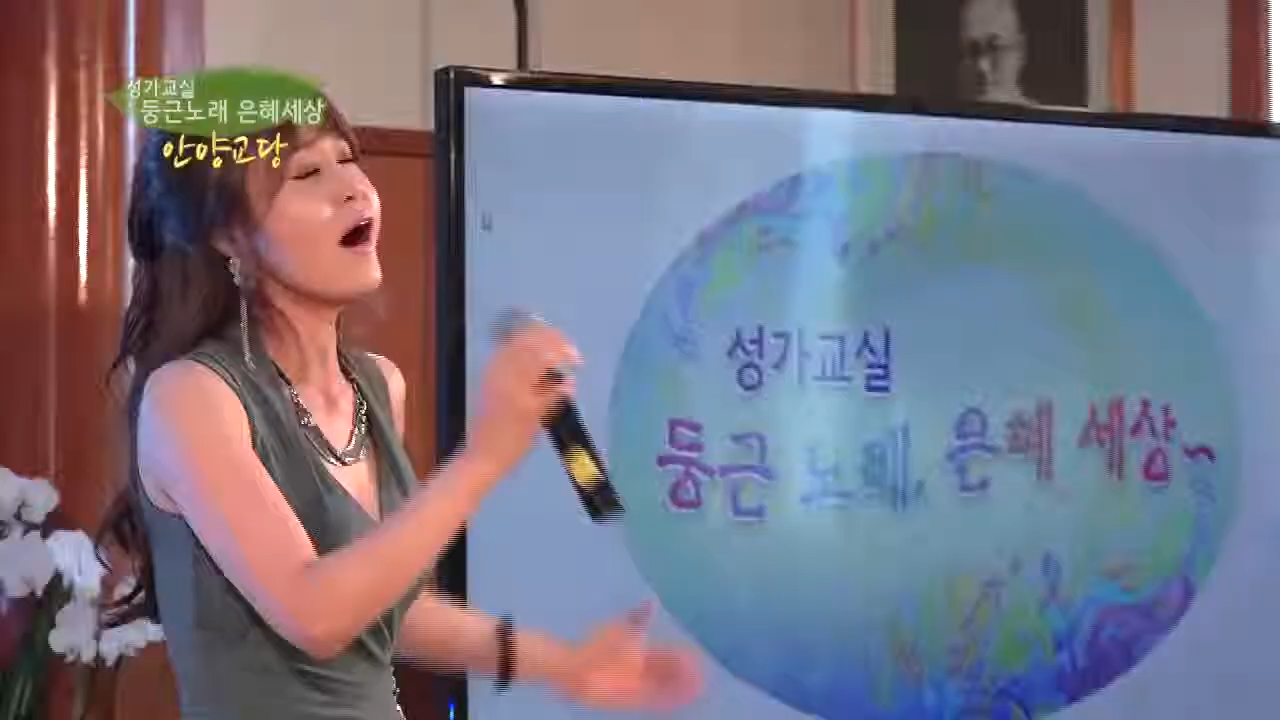 성가교실
둥근노래 은혜세상
안양교당
성가교실
둥근 노래, 은혜 세상~